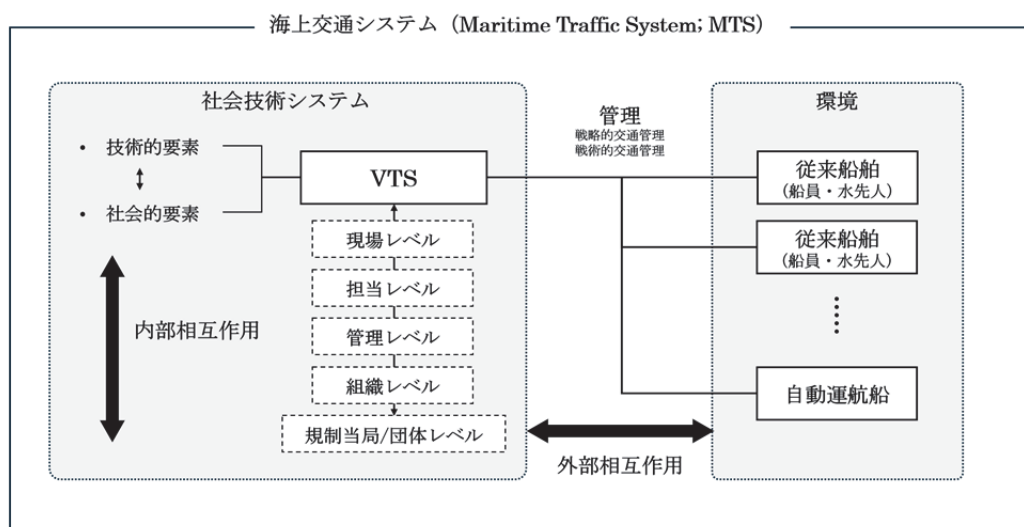 海上交通システム（Maritime Traffic System; MTS）
社会技術システム
・ 技術的要素
・ 社会的要素
内部相互作用
VTS
現場レベル
担当レベル
管理レベル
組織レベル
規制当局/団体レベル
管理
戦略的交通管理
戦術的交通管理
外部相互作用
環境
従来船舶
（船員・水先人）
従来船舶
（船員・水先人）
自動運航船